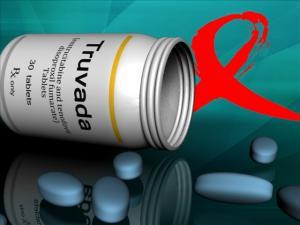 Truvada
(emtricitabine and tenofovir
disoproxil fumarate)
Tablets
30 tablets
Rx only